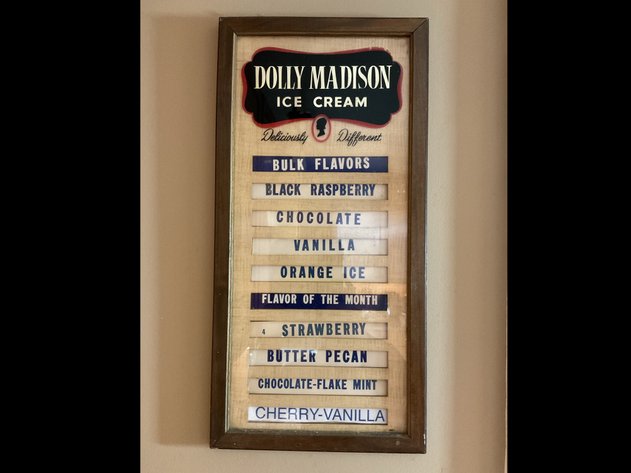 DOLLY MADISON
ICE CREAM
Deliciously Different
BULK FLAVORS
BLACK RASPBERRY
CHOCOLATE
VANILLA
ORANGE ICE
FLAVOR OF THE MONTH
4 STRAWBERRY
BUTTER PECAN
CHOCOLATE-FLAKE MINT
CHERRY-VANILLA